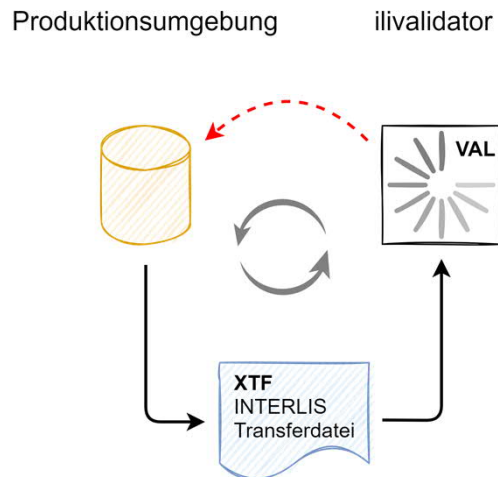 Produktionsumgebung
ilivalidator
VAL
XTF
INTERLIS
Transferdatei